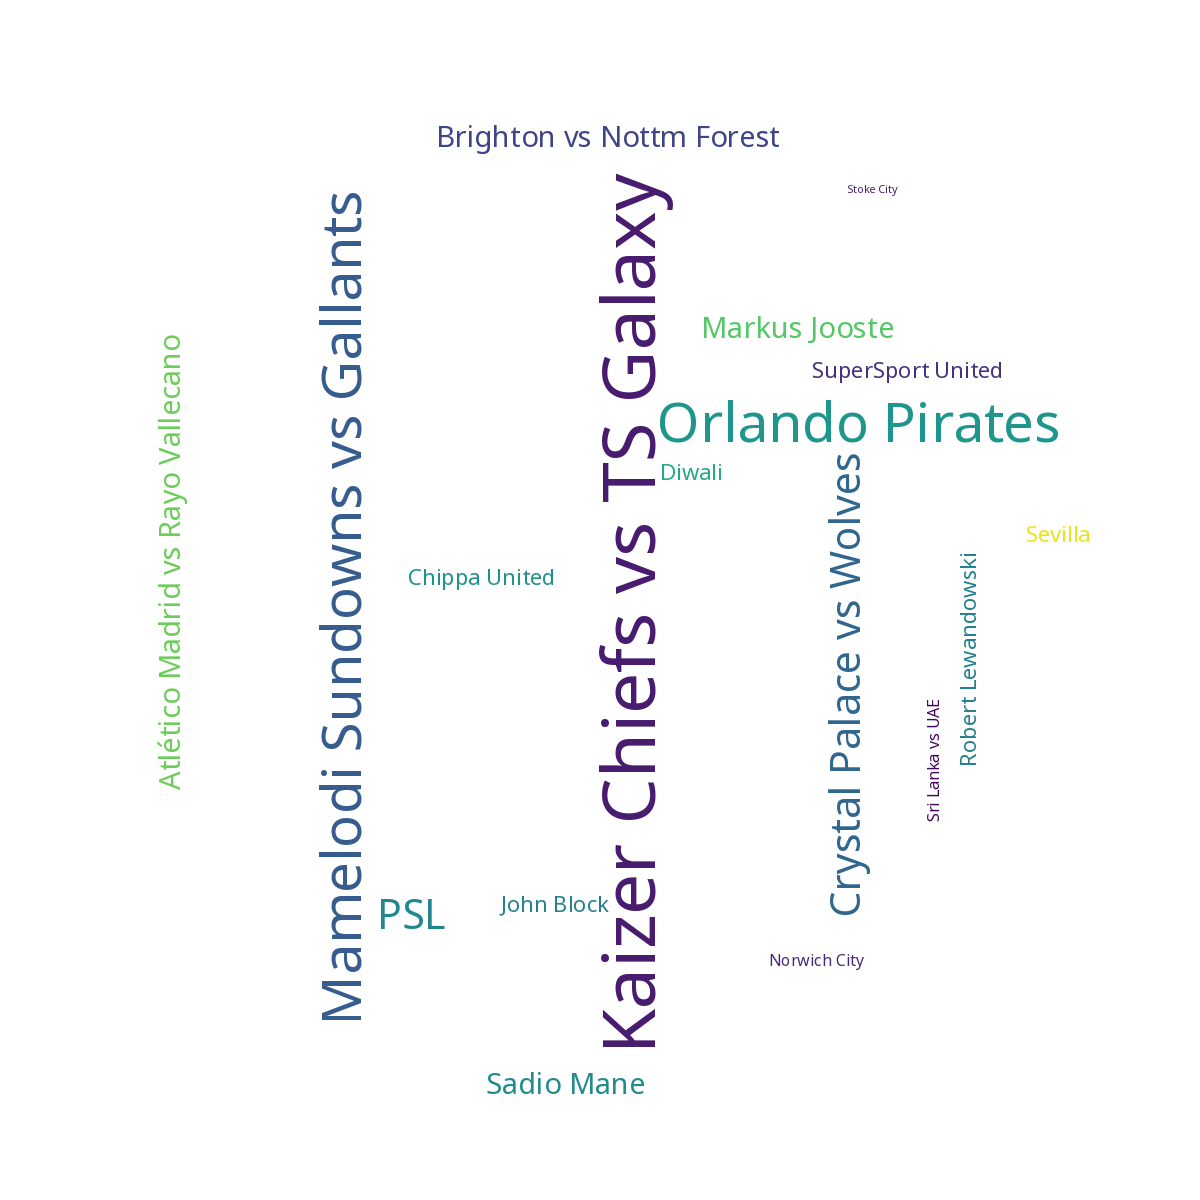 Brighton vs Nottm Forest
Stoke City
Mamelodi Sundowns vs Gallants
Kaizer Chiefs vs TS Galaxy
Markus Jooste
Atlético Madrid vs Rayo Vallecano
SuperSport United
Orlando Pirates
Diwali
Crystal Palace vs Wolves
Sevilla
Robert Lewandowski
Chippa United
Sri Lanka vs UAE
PSL
John Block
Norwich City
Sadio Mane